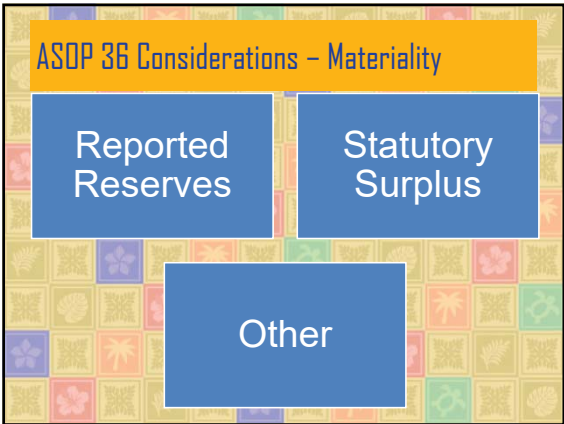 ASOP 36 Considerations – Materiality
Reported
Reserves
Statutory
Surplus
Other